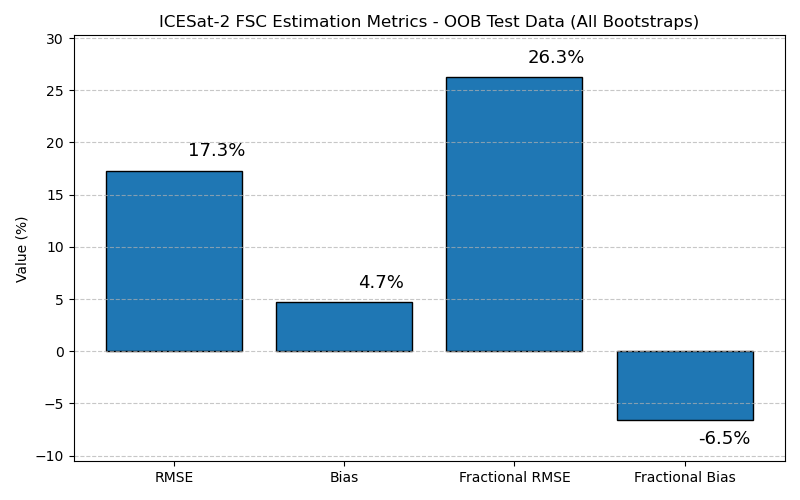 ICESat-2 FSC Estimation Metrics - OOB Test Data (All Bootstraps)
Value (%)
30
25
20
15
10
5
0
−5
−10
17.3%
4.7%
26.3%
-6.5%
RMSE
Bias
Fractional RMSE
Fractional Bias